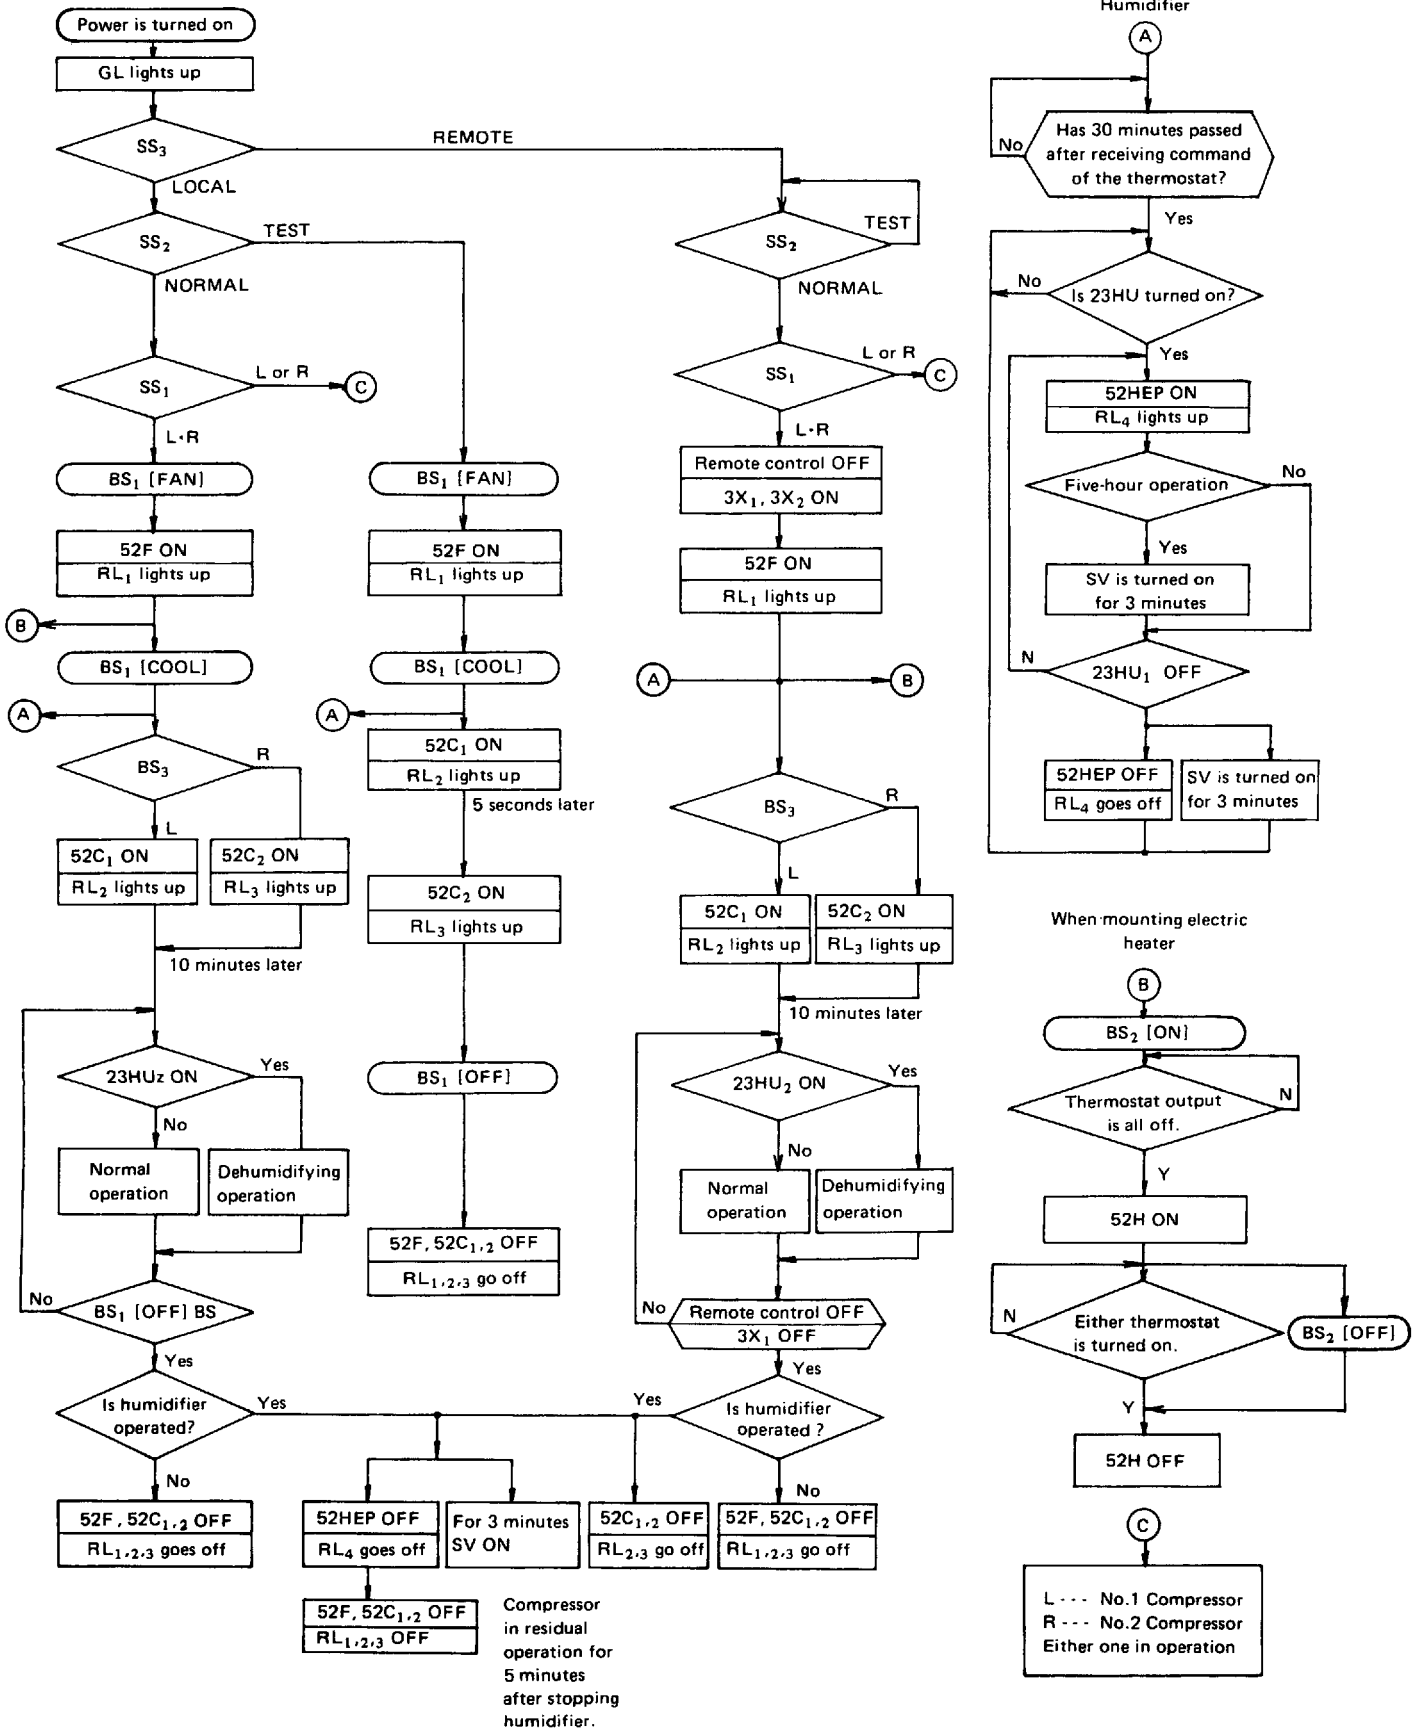 Power is turned on
GL lights up
SS₃
REMOTE
LOCAL
SS₂
TEST
NORMAL
SS₁
L or R
C
L·R
BS₁ [FAN]
52F ON
RL₁ lights up
B
BS₁ [COOL]
A
BS₃
R
L
52C₁ ON
RL₂ lights up
52C₂ ON
RL₃ lights up
10 minutes later
23HUz ON
Yes
No
Normal
operation
Dehumidifying
operation
No
BS₁ [OFF] BS
Yes
Is humidifier
operated?
Yes
No
52F, 52C₁,₂ OFF
RL₁,₂,₃ goes off
BS₁ [FAN]
52F ON
RL₁ lights up
BS₁ [COOL]
A
52C₁ ON
RL₂ lights up
5 seconds later
52C₂ ON
RL₃ lights up
BS₁ [OFF]
52F, 52C₁,₂ OFF
RL₁,₂,₃ go off
52HEP OFF
RL₄ goes off
For 3 minutes
SV ON
52F, 52C₁,₂ OFF
RL₁,₂,₃ OFF
Compressor
in residual
operation for
5 minutes
after stopping
humidifier.
TEST
SS₂
NORMAL
SS₁
L or R
C
L·R
Remote control OFF
3X₁, 3X₂ ON
52F ON
RL₁ lights up
A
B
BS₃
R
L
52C₁ ON
RL₂ lights up
52C₂ ON
RL₃ lights up
10 minutes later
23HU₂ ON
Yes
No
Normal
operation
Dehumidifying
operation
No
Remote control OFF
3X₁ OFF
Yes
Yes
Is humidifier
operated ?
No
52C₁,₂ OFF
RL₂,₃ go off
52F, 52C₁,₂ OFF
RL₁,₂,₃ go off
Humidifier
A
Has 30 minutes passed
after receiving command
of the thermostat?
No
Yes
No
Is 23HU turned on?
Yes
52HEP ON
RL₄ lights up
Five-hour operation
No
Yes
SV is turned on
for 3 minutes
N
23HU₁ OFF
52HEP OFF
RL₄ goes off
SV is turned on
for 3 minutes
When mounting electric
heater
B
BS₂ [ON]
Thermostat output
is all off.
N
Y
52H ON
N
Either thermostat
is turned on.
BS₂ [OFF]
Y
52H OFF
C
L --- No.1 Compressor
R --- No.2 Compressor
Either one in operation